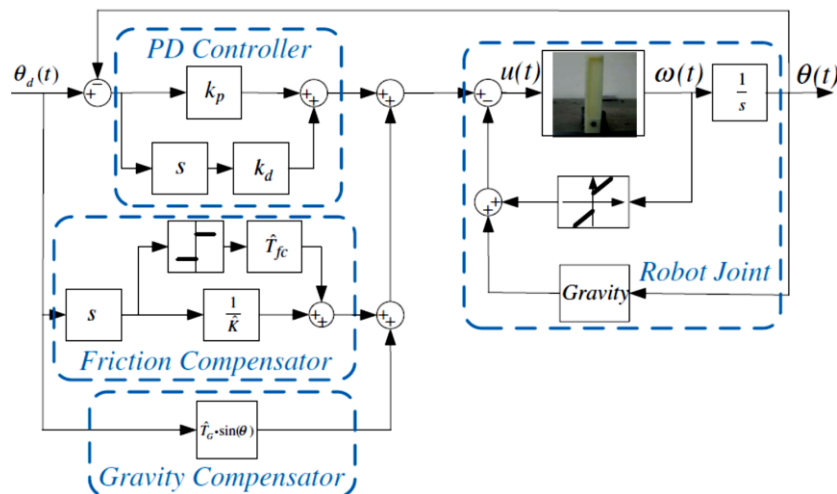 PD Controller
θ_d(t)
+
−
k_p
+
+
s
k_d
+
+
+
−
u(t)
ω(t)
1/s
θ(t)
+
+
Gravity
Robot Joint
T̂_fc
s
1/K̂
+
+
+
+
Friction Compensator
T̂_G•sin(θ)
Gravity Compensator